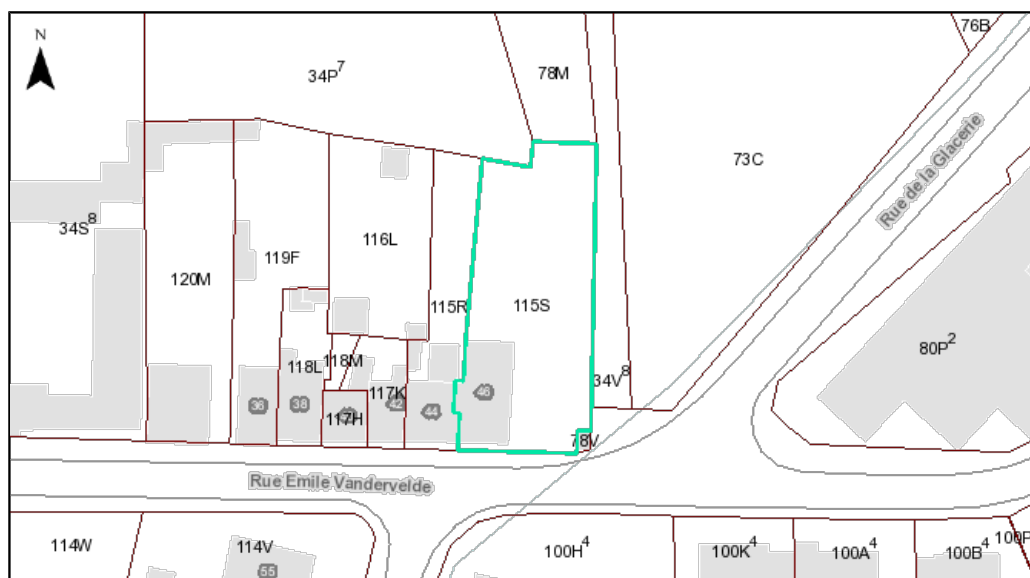 76B
N
34P⁷
78M
73C
Rue de la Glacerie
34S⁸
116L
119F
120M
115R
115S
80P²
118L
118M
34V⁸
117K
36
38
42
44
46
117H
78V
Rue Emile Vandervelde
114W
114V
55
100H⁴
100K⁴
100A⁴
100B⁴